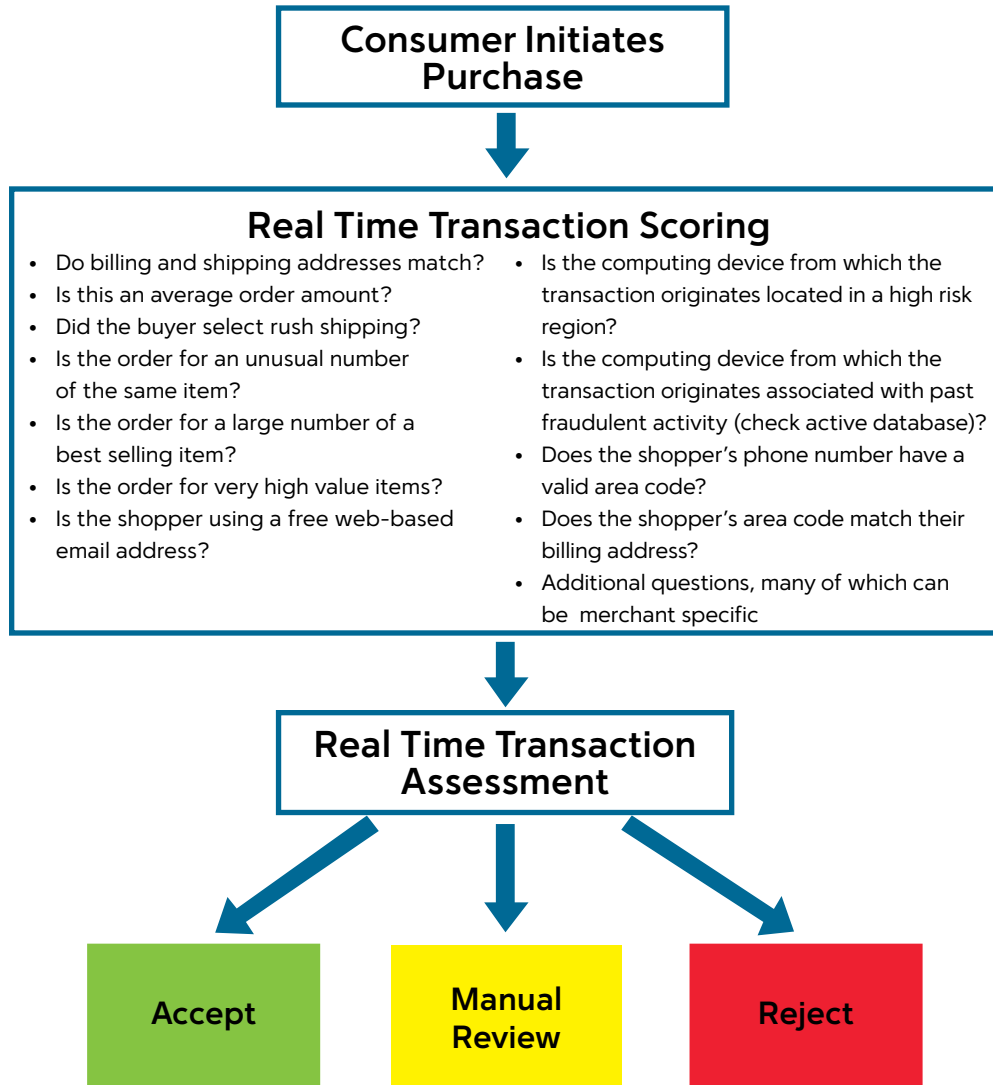 Consumer Initiates
Purchase
Real Time Transaction Scoring
• Do billing and shipping addresses match?
• Is this an average order amount?
• Did the buyer select rush shipping?
• Is the order for an unusual number
of the same item?
• Is the order for a large number of a
best selling item?
• Is the order for very high value items?
• Is the shopper using a free web-based
email address?
• Is the computing device from which the
transaction originates located in a high risk
region?
• Is the computing device from which the
transaction originates associated with past
fraudulent activity (check active database)?
• Does the shopper’s phone number have a
valid area code?
• Does the shopper’s area code match their
billing address?
• Additional questions, many of which can
be merchant specific
Real Time Transaction
Assessment
Accept
Manual
Review
Reject